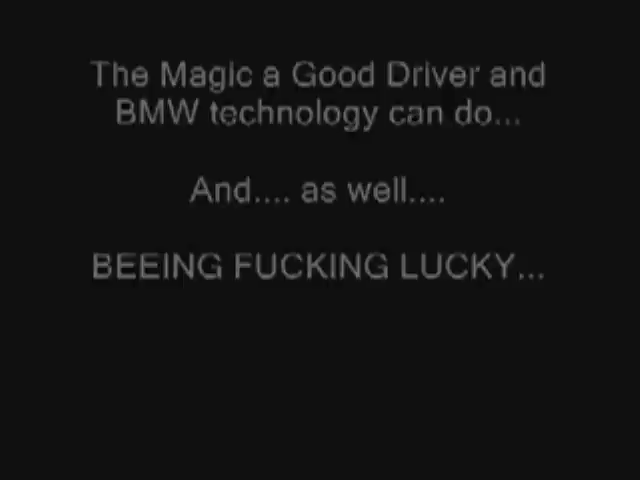 The Magic a Good Driver and
BMW technology can do...
And.... as well....
BEEING FUCKING LUCKY...